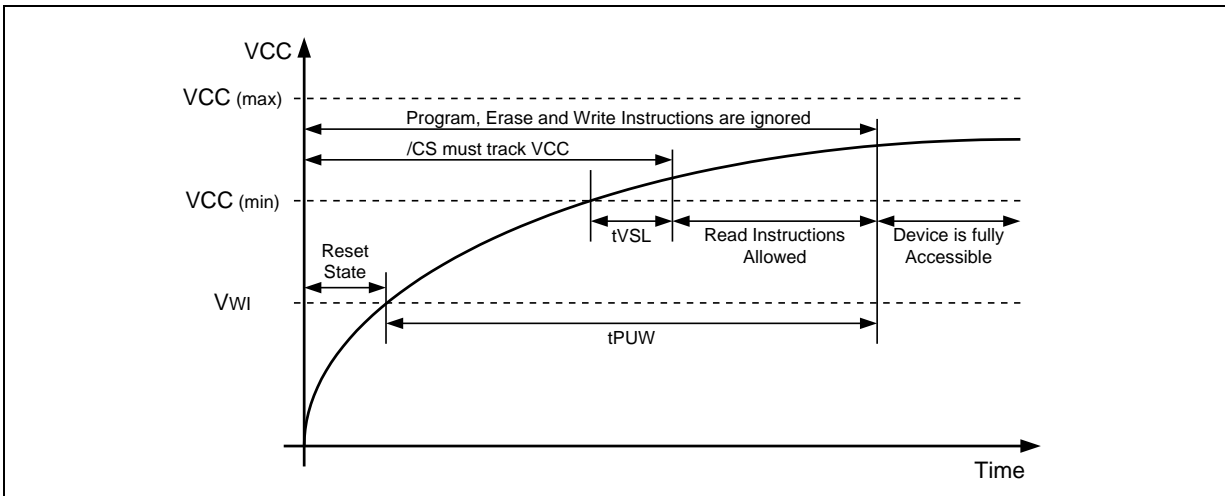 VCC
VCC (max)
Program, Erase and Write Instructions are ignored
/CS must track VCC
VCC (min)
tVSL
Read Instructions
Allowed
Device is fully
Accessible
Reset
State
VWI
tPUW
Time